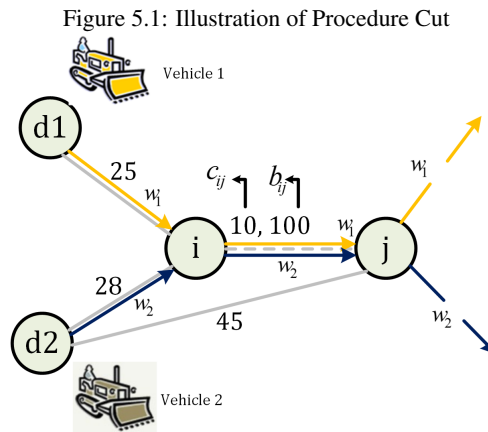 Figure 5.1: Illustration of Procedure Cut
Vehicle 1
d1
25
w₁
cᵢⱼ bᵢⱼ
10, 100
w₁
w₁
i
j
w₂
28
w₂
w₂
45
d2
Vehicle 2